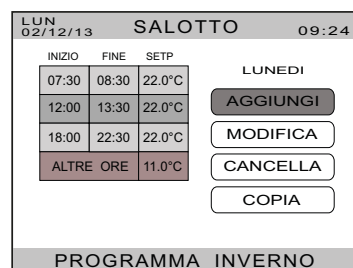 LUN
02/12/13 SALOTTO 09:24
INIZIO FINE SETP
07:30 08:30 22.0°C
12:00 13:30 22.0°C
18:00 22:30 22.0°C
ALTRE ORE 11.0°C
LUNEDI
AGGIUNGI
MODIFICA
CANCELLA
COPIA
PROGRAMMA INVERNO